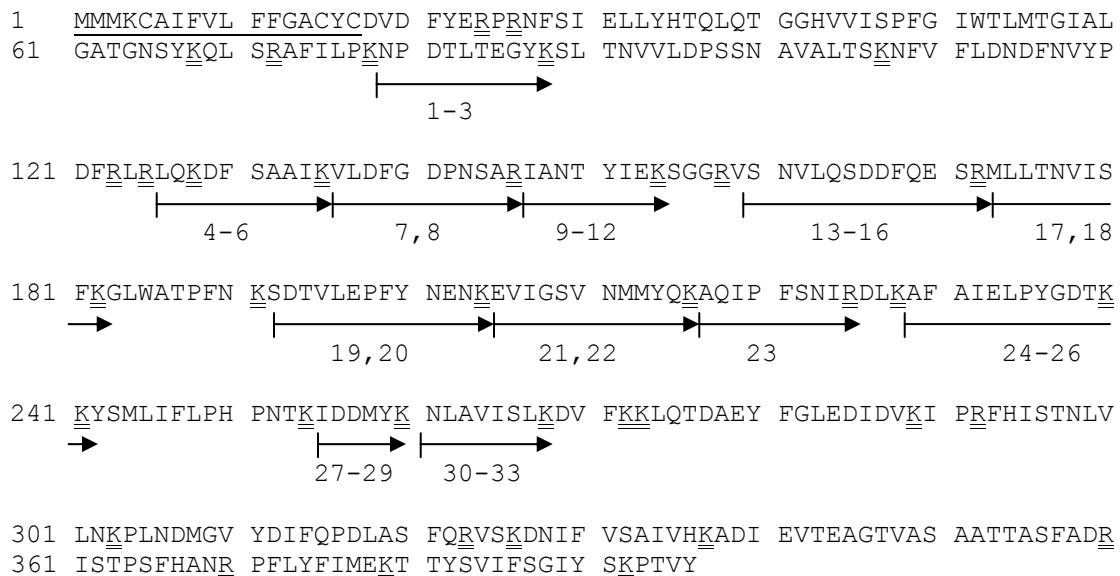 1 MMMKCAIFVL FFGACYCDVD FYERPRNFSI ELLYHTQLQT GGHVVISPFG IWTLMTGIAL
61 GATGNSYKQL SRAFILPKNP DTLTEGYKSL TNVVLDPSSN AVALTSKNFV FLDNDFNVYP
1-3
121 DFRLRLQKDF SAAIKVLDFG DPNSARIANT YIEKSGGRVS NVLQSDDFQE SRMLLTNVIS
4-6 7,8 9-12 13-16 17,18
181 FKGLWATPFN KSDTVLEPFY NENKEVIGSV NMMYQKAQIP FSNIRDLKAF AIELPYGDTK
19,20 21,22 23 24-26
241 KYSMLIFLPH PNTKIDDMYK NLAVISLKDV FKKLQTDAEY FGLEDIDVKI PRFHISTNLV
27-29 30-33
301 LNKPLNDMGV YDIFQPDLAS FQRVSKDNIF VSAIVHKADI EVTEAGTVAS AATTASFADR
361 ISTPSFHANR PFLYFIMEKT TYSVIFSGIY SKPTVY